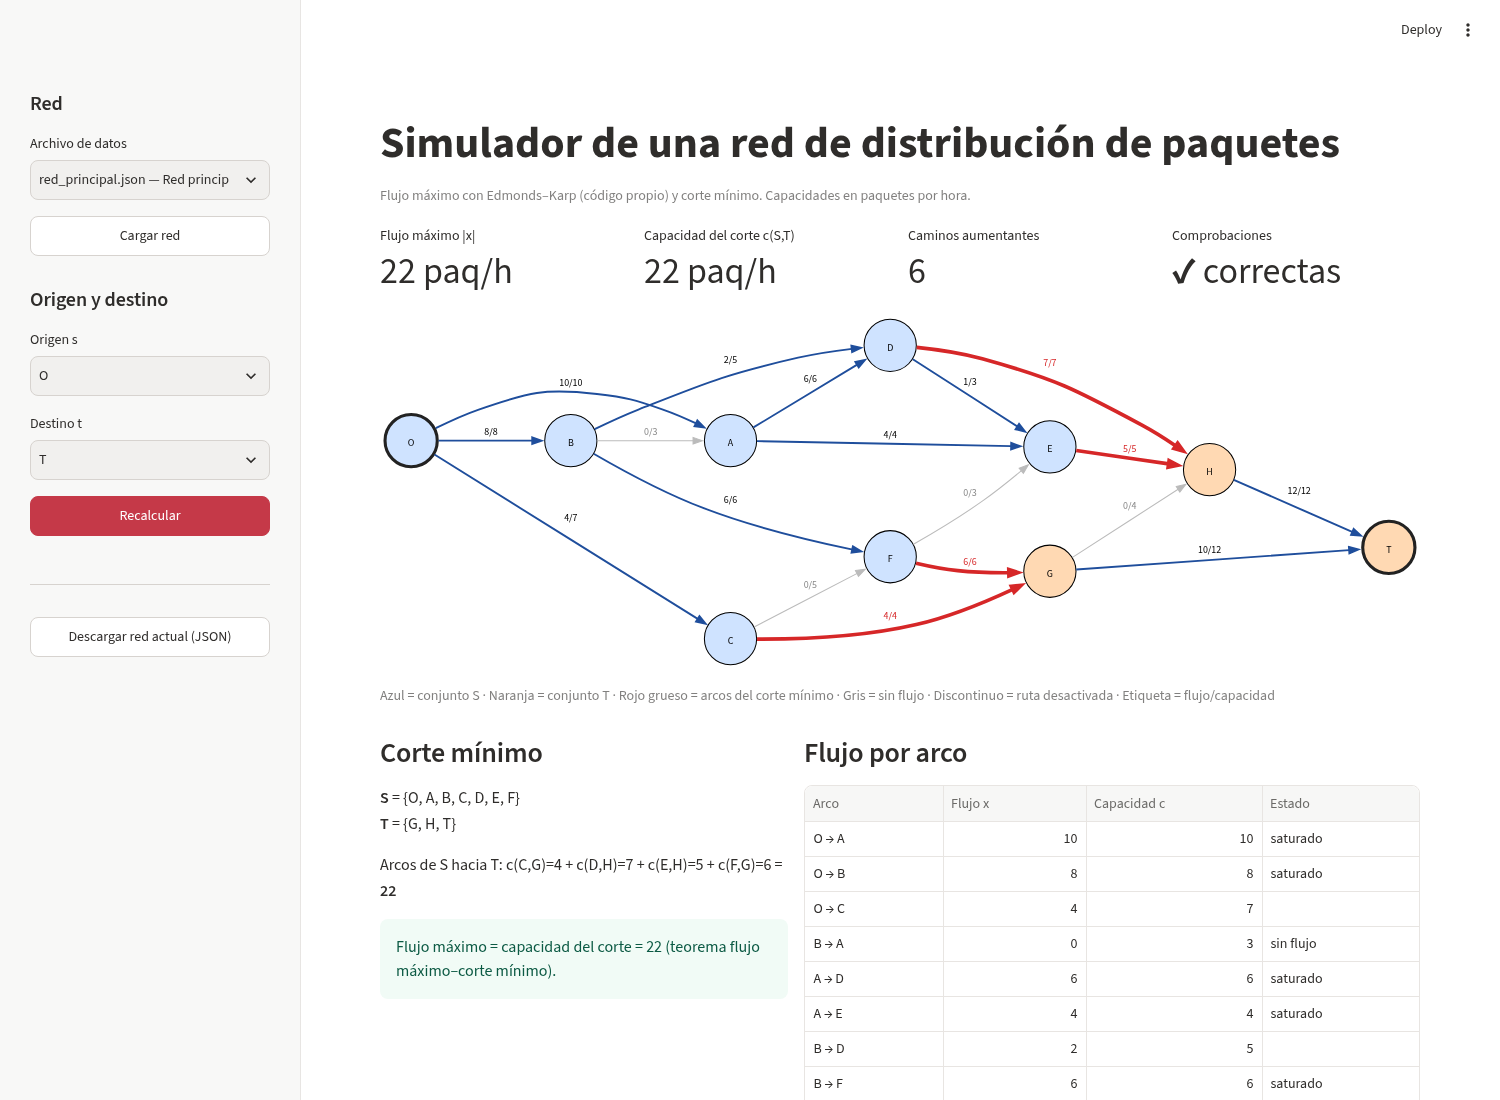 Deploy
Red
Archivo de datos
red_principal.json — Red princip
Cargar red
Origen y destino
Origen s
O
Destino t
T
Recalcular
Descargar red actual (JSON)
Simulador de una red de distribución de paquetes
Flujo máximo con Edmonds–Karp (código propio) y corte mínimo. Capacidades en paquetes por hora.
Flujo máximo |x|
22 paq/h
Capacidad del corte c(S,T)
22 paq/h
Caminos aumentantes
6
Comprobaciones
✓ correctas
D
2/5
7/7
10/10
6/6
1/3
O
8/8
B
0/3
A
4/4
E
5/5
H
4/7
6/6
0/3
0/4
12/12
F
6/6
G
10/12
T
0/5
4/4
C
Azul = conjunto S · Naranja = conjunto T · Rojo grueso = arcos del corte mínimo · Gris = sin flujo · Discontinuo = ruta desactivada · Etiqueta = flujo/capacidad
Corte mínimo
S = {O, A, B, C, D, E, F}
T = {G, H, T}
Arcos de S hacia T: c(C,G)=4 + c(D,H)=7 + c(E,H)=5 + c(F,G)=6 =
22
Flujo máximo = capacidad del corte = 22 (teorema flujo
máximo–corte mínimo).
Flujo por arco
Arco Flujo x Capacidad c Estado
O → A 10 10 saturado
O → B 8 8 saturado
O → C 4 7
B → A 0 3 sin flujo
A → D 6 6 saturado
A → E 4 4 saturado
B → D 2 5
B → F 6 6 saturado